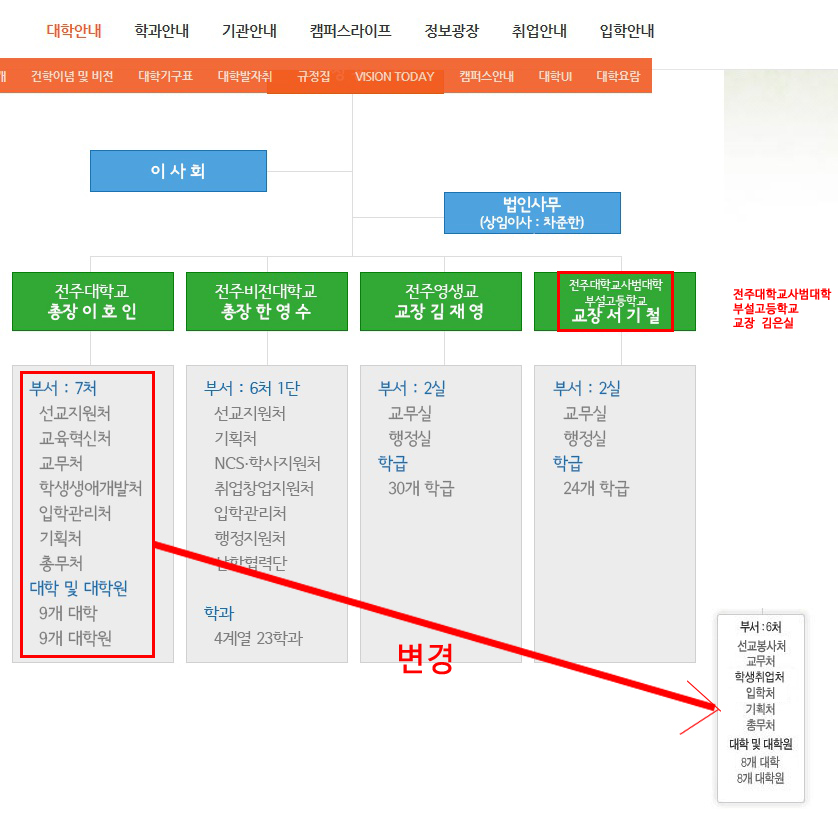 대학안내 학과안내 기관안내 캠퍼스라이프 정보광장 취업안내 입학안내
개 건학이념 및 비전 대학기구표 대학발자취 규정집 VISION TODAY 캠퍼스안내 대학UI 대학요람
이 사 회
법인사무
(상임이사 : 차준한)
전주대학교
총장 이 호 인
전주비전대학교
총장 한 영 수
전주영생교
교장 김 재 영
전주대학교사범대학
부설고등학교
교장 서 기 철
전주대학교사범대학
부설고등학교
교장 김은실
부서 : 7처
선교지원처
교육혁신처
교무처
학생생애개발처
입학관리처
기획처
총무처
대학 및 대학원
9개 대학
9개 대학원
부서 : 6처 1단
선교지원처
기획처
NCS·학사지원처
취업창업지원처
입학관리처
행정지원처
산학협력단
학과
4계열 23학과
부서 : 2실
교무실
행정실
학급
30개 학급
부서 : 2실
교무실
행정실
학급
24개 학급
변경
부서 : 6처
선교봉사처
교무처
학생취업처
입학처
기획처
총무처
대학 및 대학원
8개 대학
8개 대학원